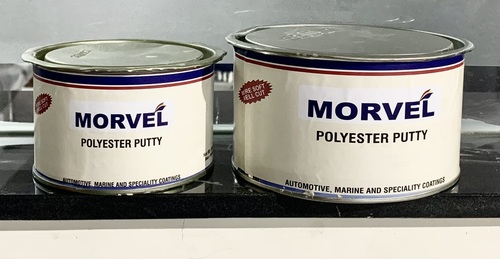 MORVEL
POLYESTER PUTTY
AUTOMOTIVE, MARINE AND SPECIALITY COATINGS
MORVEL
POLYESTER PUTTY
AUTOMOTIVE, MARINE AND SPECIALITY COATINGS